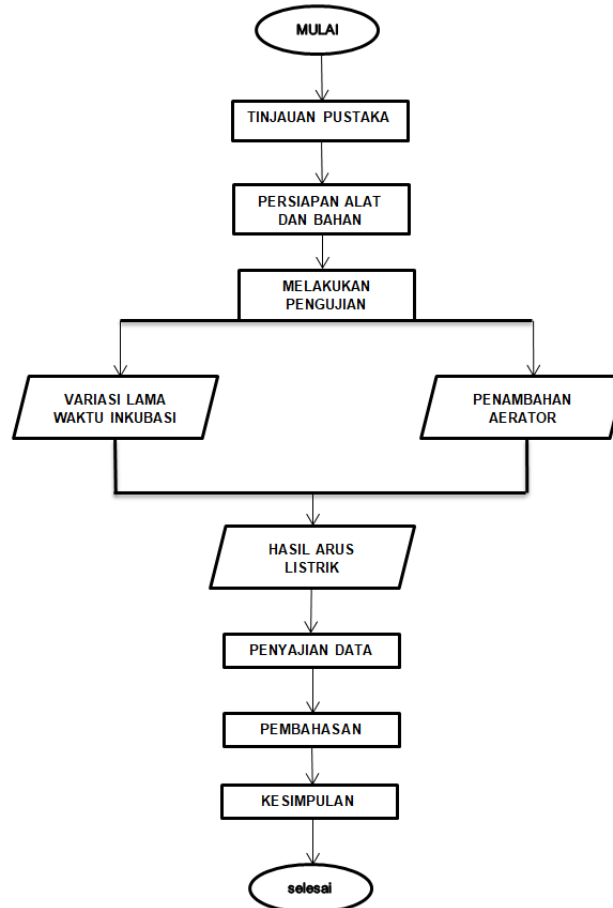 MULAI
TINJAUAN PUSTAKA
PERSIAPAN ALAT
DAN BAHAN
MELAKUKAN
PENGUJIAN
VARIASI LAMA
WAKTU INKUBASI
PENAMBAHAN
AERATOR
HASIL ARUS
LISTRIK
PENYAJIAN DATA
PEMBAHASAN
KESIMPULAN
selesai